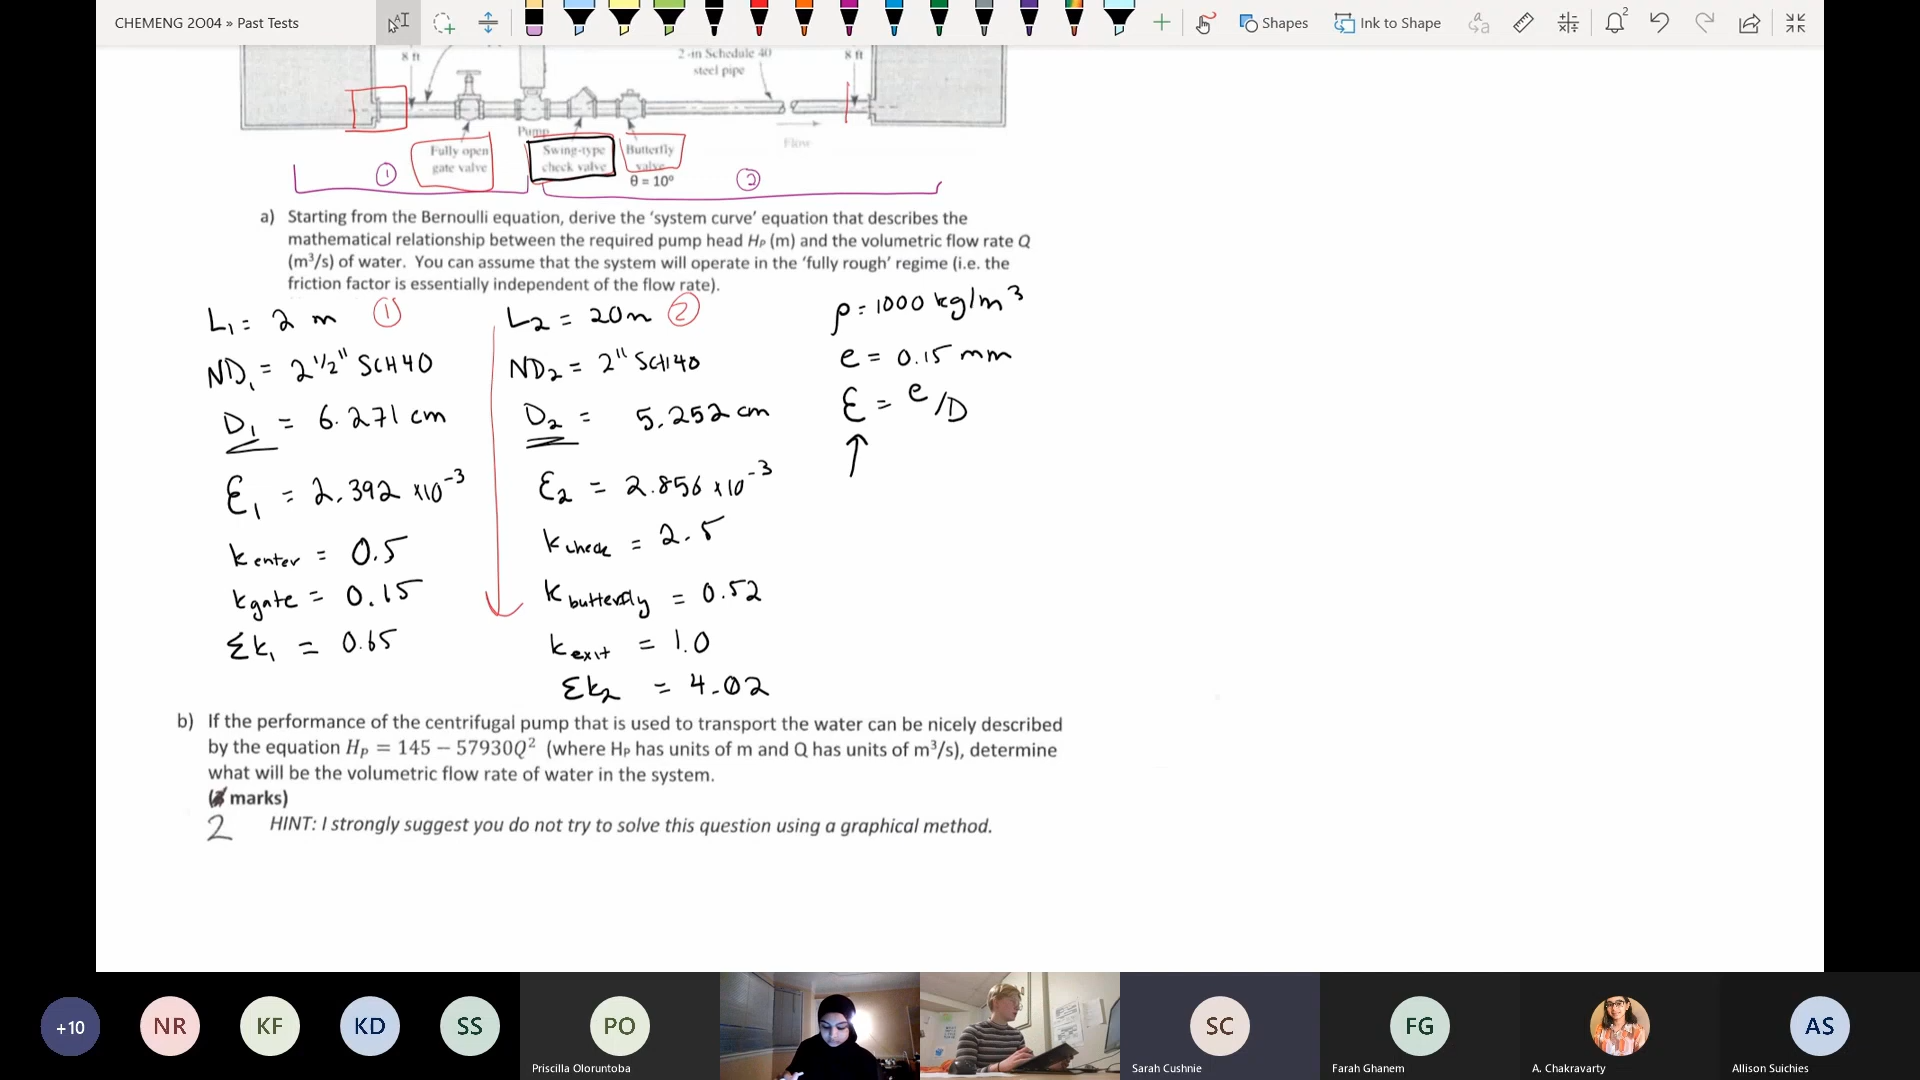 CHEMENG 2O04 » Past Tests
Shapes
Ink to Shape
2
8 ft
2-in Schedule 40
steel pipe
8 ft
Pump
Flow
Fully open
gate valve
Swing-type
check valve
Butterfly
valve
θ = 10°
①
②
a) Starting from the Bernoulli equation, derive the ‘system curve’ equation that describes the
mathematical relationship between the required pump head Hₚ (m) and the volumetric flow rate Q
(m³/s) of water. You can assume that the system will operate in the ‘fully rough’ regime (i.e. the
friction factor is essentially independent of the flow rate).
L₁ = 2 m ①
ND₁ = 2 ½" SCH40
D₁ = 6.271 cm
ε₁ = 2.392 ×10⁻³
k enter = 0.5
k gate = 0.15
Σk₁ = 0.65
L₂ = 20m ②
ND₂ = 2" SCH40
D₂ = 5.252 cm
ε₂ = 2.856 ×10⁻³
k check = 2.5
k butterfly = 0.52
k exit = 1.0
Σk₂ = 4.02
ρ = 1000 kg/m³
e = 0.15 mm
ε = e/D
↑
b) If the performance of the centrifugal pump that is used to transport the water can be nicely described
by the equation Hₚ = 145 − 57930Q² (where Hₚ has units of m and Q has units of m³/s), determine
what will be the volumetric flow rate of water in the system.
( marks)
2
HINT: I strongly suggest you do not try to solve this question using a graphical method.
+10
NR
KF
KD
SS
PO
Priscilla Oloruntoba
SC
Sarah Cushnie
FG
Farah Ghanem
A. Chakravarty
AS
Allison Suichies